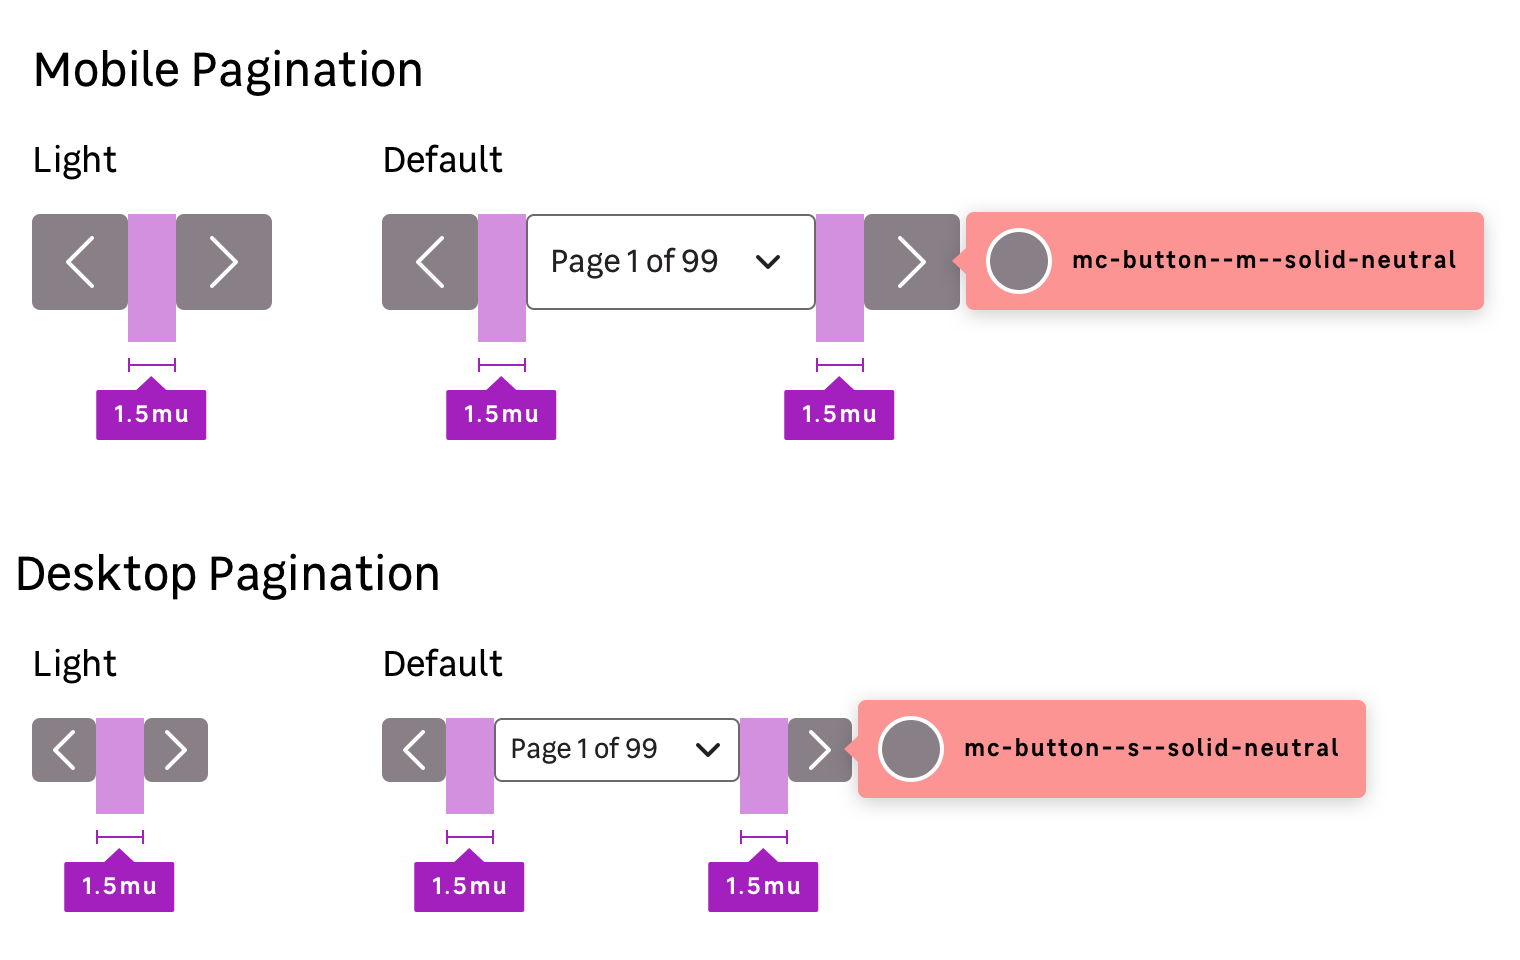 Mobile Pagination
Light
Default
Page 1 of 99
mc-button--m--solid-neutral
1.5mu
1.5mu
1.5mu
Desktop Pagination
Light
Default
Page 1 of 99
mc-button--s--solid-neutral
1.5mu
1.5mu
1.5mu